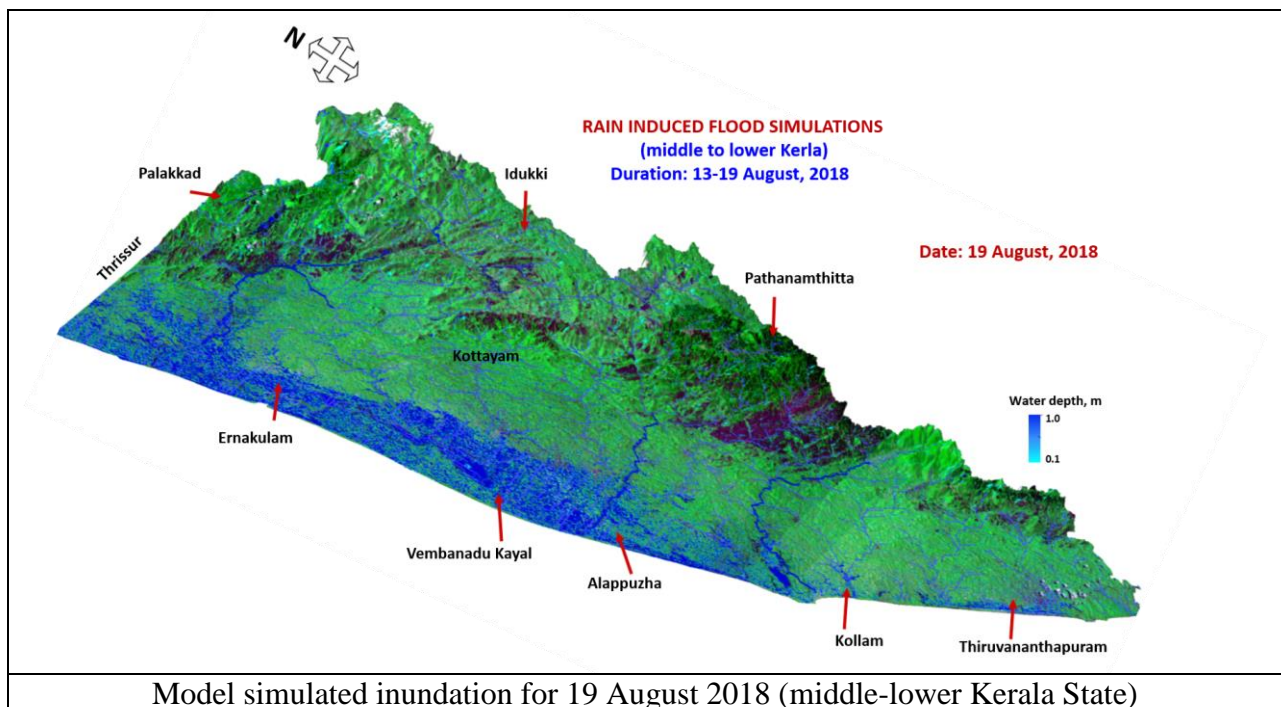 N
RAIN INDUCED FLOOD SIMULATIONS
(middle to lower Kerla)
Duration: 13-19 August, 2018
Palakkad
Idukki
Thrissur
Date: 19 August, 2018
Pathanamthitta
Kottayam
Water depth, m
1.0
0.1
Ernakulam
Vembanadu Kayal
Alappuzha
Kollam
Thiruvananthapuram
Model simulated inundation for 19 August 2018 (middle-lower Kerala State)